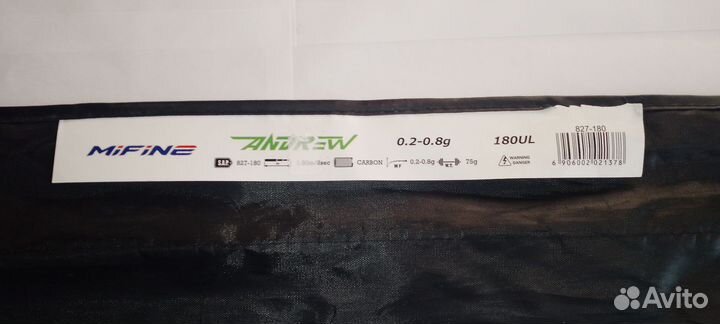 MiFiNE
ANDREW
0.2-0.8g
180UL
827-180
S.A.P. 827-180 1.80m/2sec CARBON M.F 0.2-0.8g W.T. 75g
WARNING
DANGER
6 906002 021378
Avito